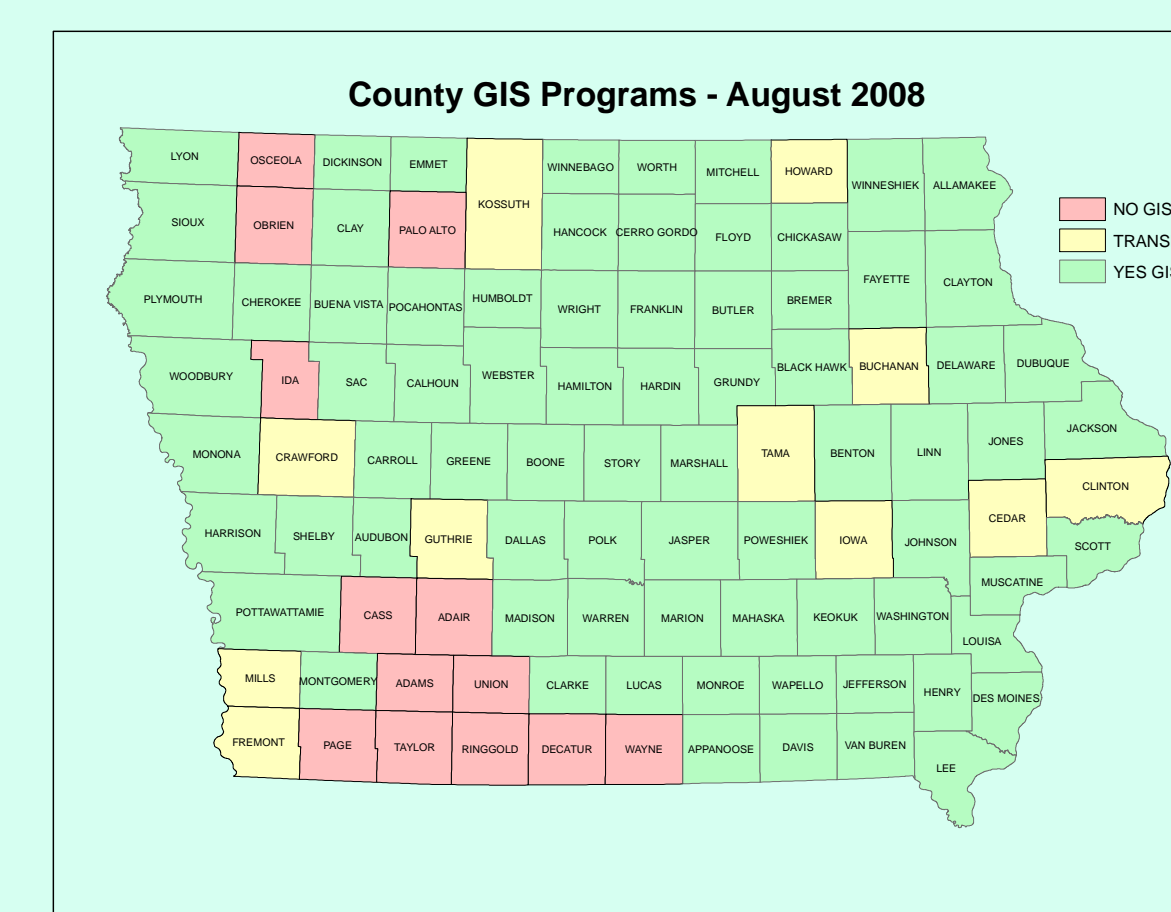 County GIS Programs - August 2008
LYON
OSCEOLA
DICKINSON
EMMET
KOSSUTH
WINNEBAGO
WORTH
MITCHELL
HOWARD
WINNESHIEK
ALLAMAKEE
SIOUX
OBRIEN
CLAY
PALO ALTO
HANCOCK
CERRO GORDO
FLOYD
CHICKASAW
NO GIS
TRANS
YES GIS
PLYMOUTH
CHEROKEE
BUENA VISTA
POCAHONTAS
HUMBOLDT
WRIGHT
FRANKLIN
BUTLER
BREMER
FAYETTE
CLAYTON
WOODBURY
IDA
SAC
CALHOUN
WEBSTER
HAMILTON
HARDIN
GRUNDY
BLACK HAWK
BUCHANAN
DELAWARE
DUBUQUE
MONONA
CRAWFORD
CARROLL
GREENE
BOONE
STORY
MARSHALL
TAMA
BENTON
LINN
JONES
JACKSON
CLINTON
HARRISON
SHELBY
AUDUBON
GUTHRIE
DALLAS
POLK
JASPER
POWESHIEK
IOWA
JOHNSON
CEDAR
SCOTT
MUSCATINE
POTTAWATTAMIE
CASS
ADAIR
MADISON
WARREN
MARION
MAHASKA
KEOKUK
WASHINGTON
LOUISA
MILLS
MONTGOMERY
ADAMS
UNION
CLARKE
LUCAS
MONROE
WAPELLO
JEFFERSON
HENRY
DES MOINES
FREMONT
PAGE
TAYLOR
RINGGOLD
DECATUR
WAYNE
APPANOOSE
DAVIS
VAN BUREN
LEE